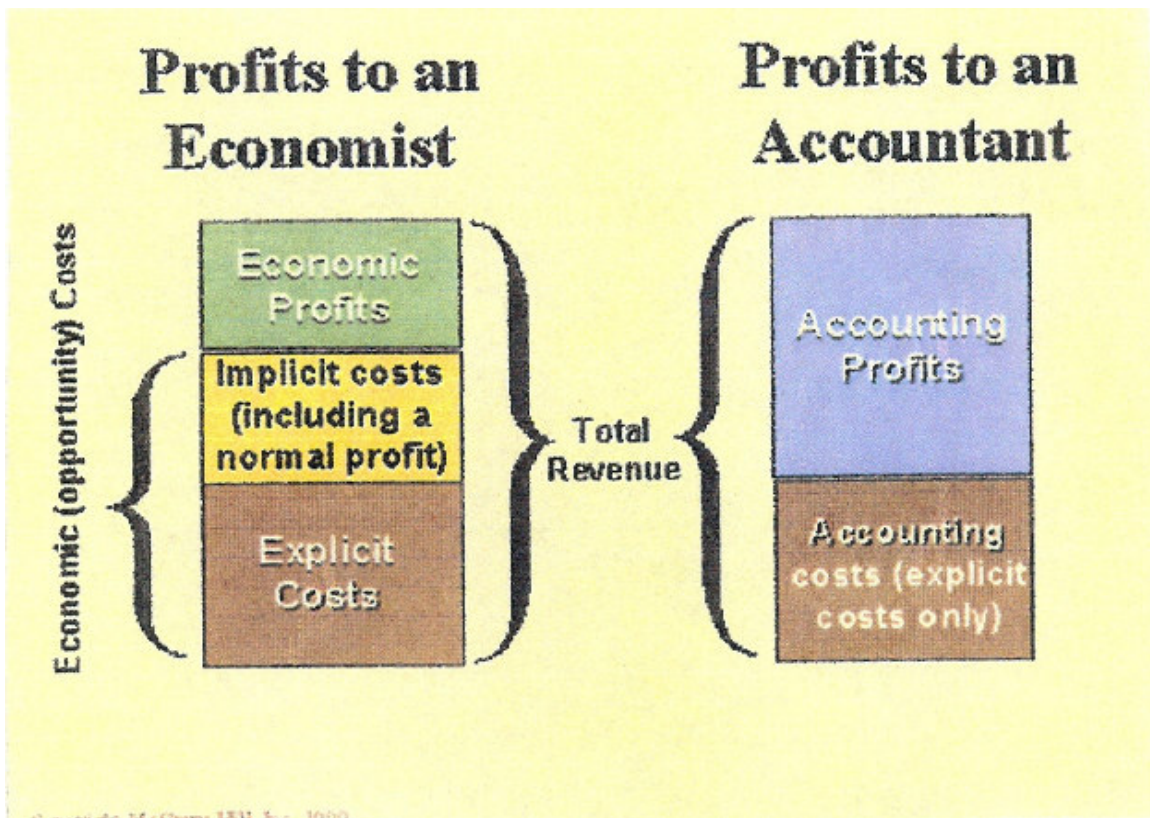 Profits to an
Economist
Profits to an
Accountant
Economic (opportunity) Costs
Economic
Profits
Implicit costs
(including a
normal profit)
Explicit
Costs
Total
Revenue
Accounting
Profits
Accounting
costs (explicit
costs only)